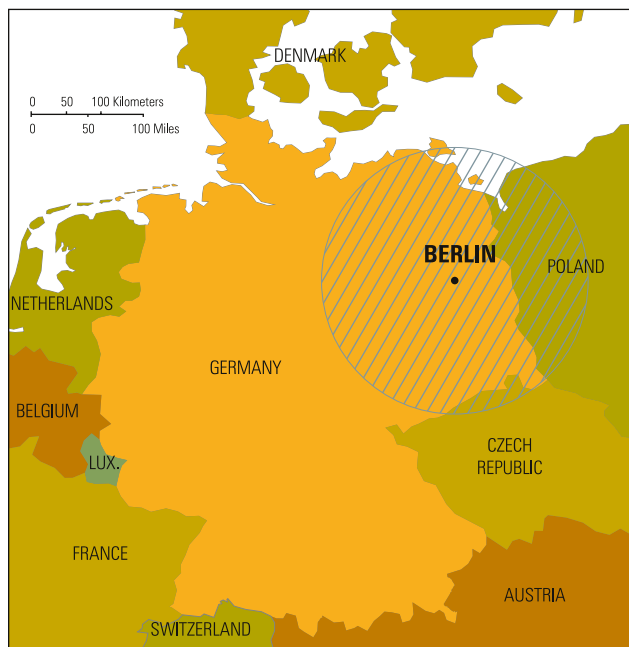 DENMARK
0 50 100 Kilometers
0 50 100 Miles
BERLIN
POLAND
NETHERLANDS
GERMANY
BELGIUM
CZECH
REPUBLIC
LUX.
FRANCE
AUSTRIA
SWITZERLAND